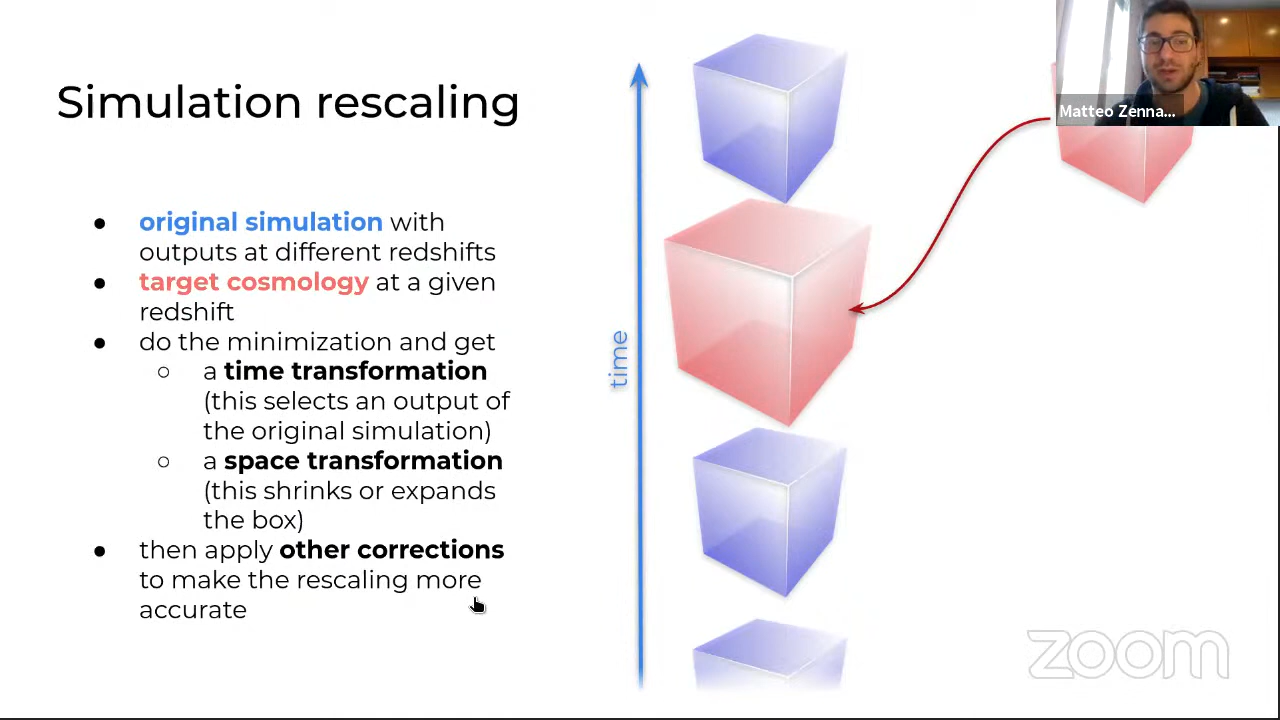 Simulation rescaling
● original simulation with
outputs at different redshifts
● target cosmology at a given
redshift
● do the minimization and get
○ a time transformation
(this selects an output of
the original simulation)
○ a space transformation
(this shrinks or expands
the box)
● then apply other corrections
to make the rescaling more
accurate
time
Matteo Zenna...
zoom